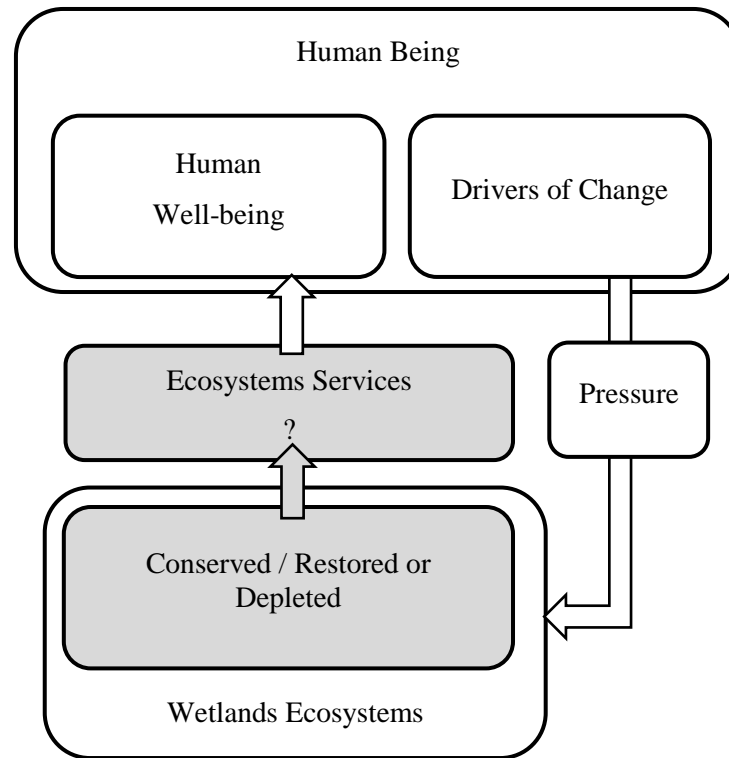 Human Being
Human
Well-being
Drivers of Change
Ecosystems Services
?
Pressure
Conserved / Restored or
Depleted
Wetlands Ecosystems